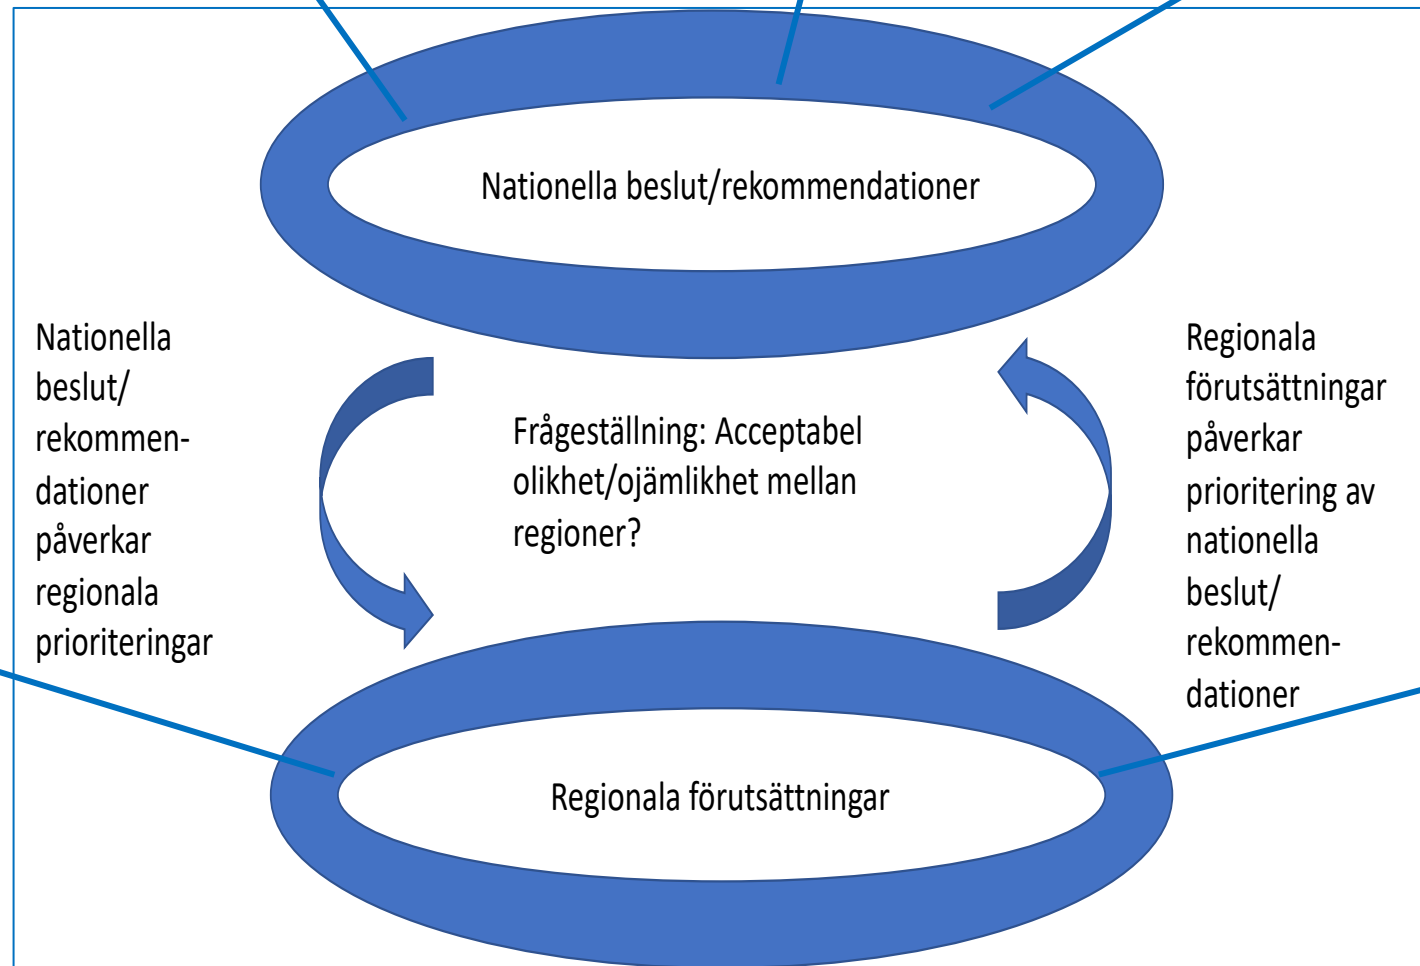 Nationella beslut/rekommendationer
Nationella
beslut/
rekommen-
dationer
påverkar
regionala
prioriteringar
Frågeställning: Acceptabel
olikhet/ojämlikhet mellan
regioner?
Regionala
förutsättningar
påverkar
prioritering av
nationella
beslut/
rekommen-
dationer
Regionala förutsättningar